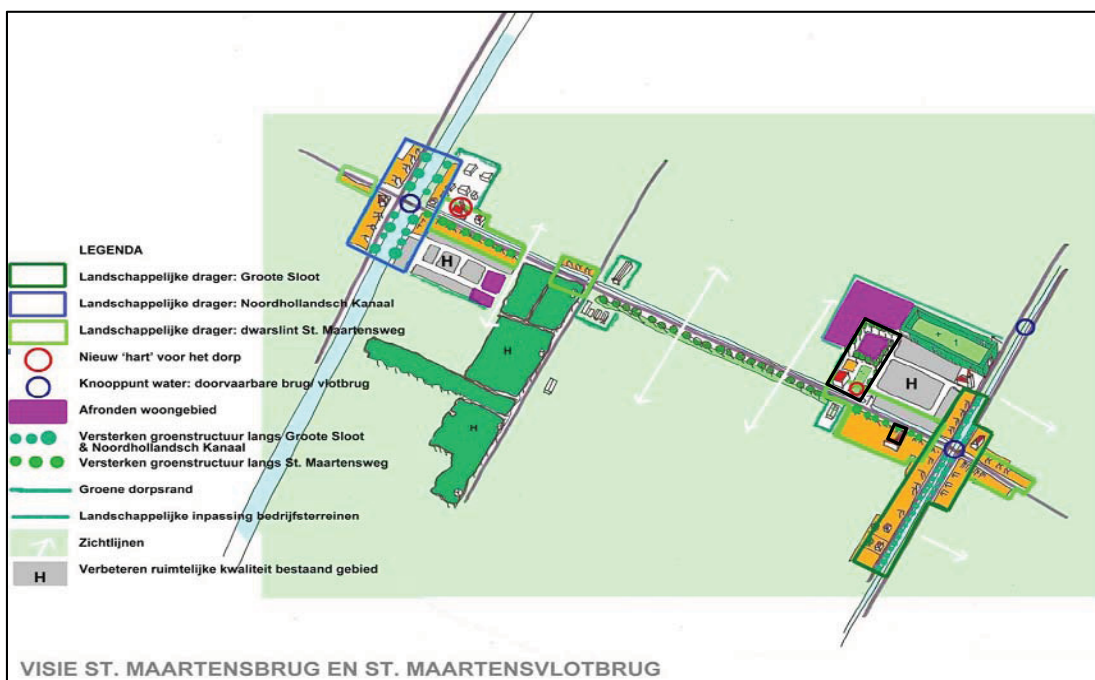 LEGENDA
Landschappelijke drager: Groote Sloot
Landschappelijke drager: Noordhollandsch Kanaal
Landschappelijke drager: dwarslint St. Maartensweg
Nieuw ‘hart’ voor het dorp
Knooppunt water: doorvaarbare brug/ vlotbrug
Afronden woongebied
Versterken groenstructuur langs Groote Sloot
& Noordhollandsch Kanaal
Versterken groenstructuur langs St. Maartensweg
Groene dorpsrand
Landschappelijke inpassing bedrijfsterreinen
Zichtlijnen
H Verbeteren ruimtelijke kwaliteit bestaand gebied
H
H
H
H
VISIE ST. MAARTENSBRUG EN ST. MAARTENSVLOTBRUG